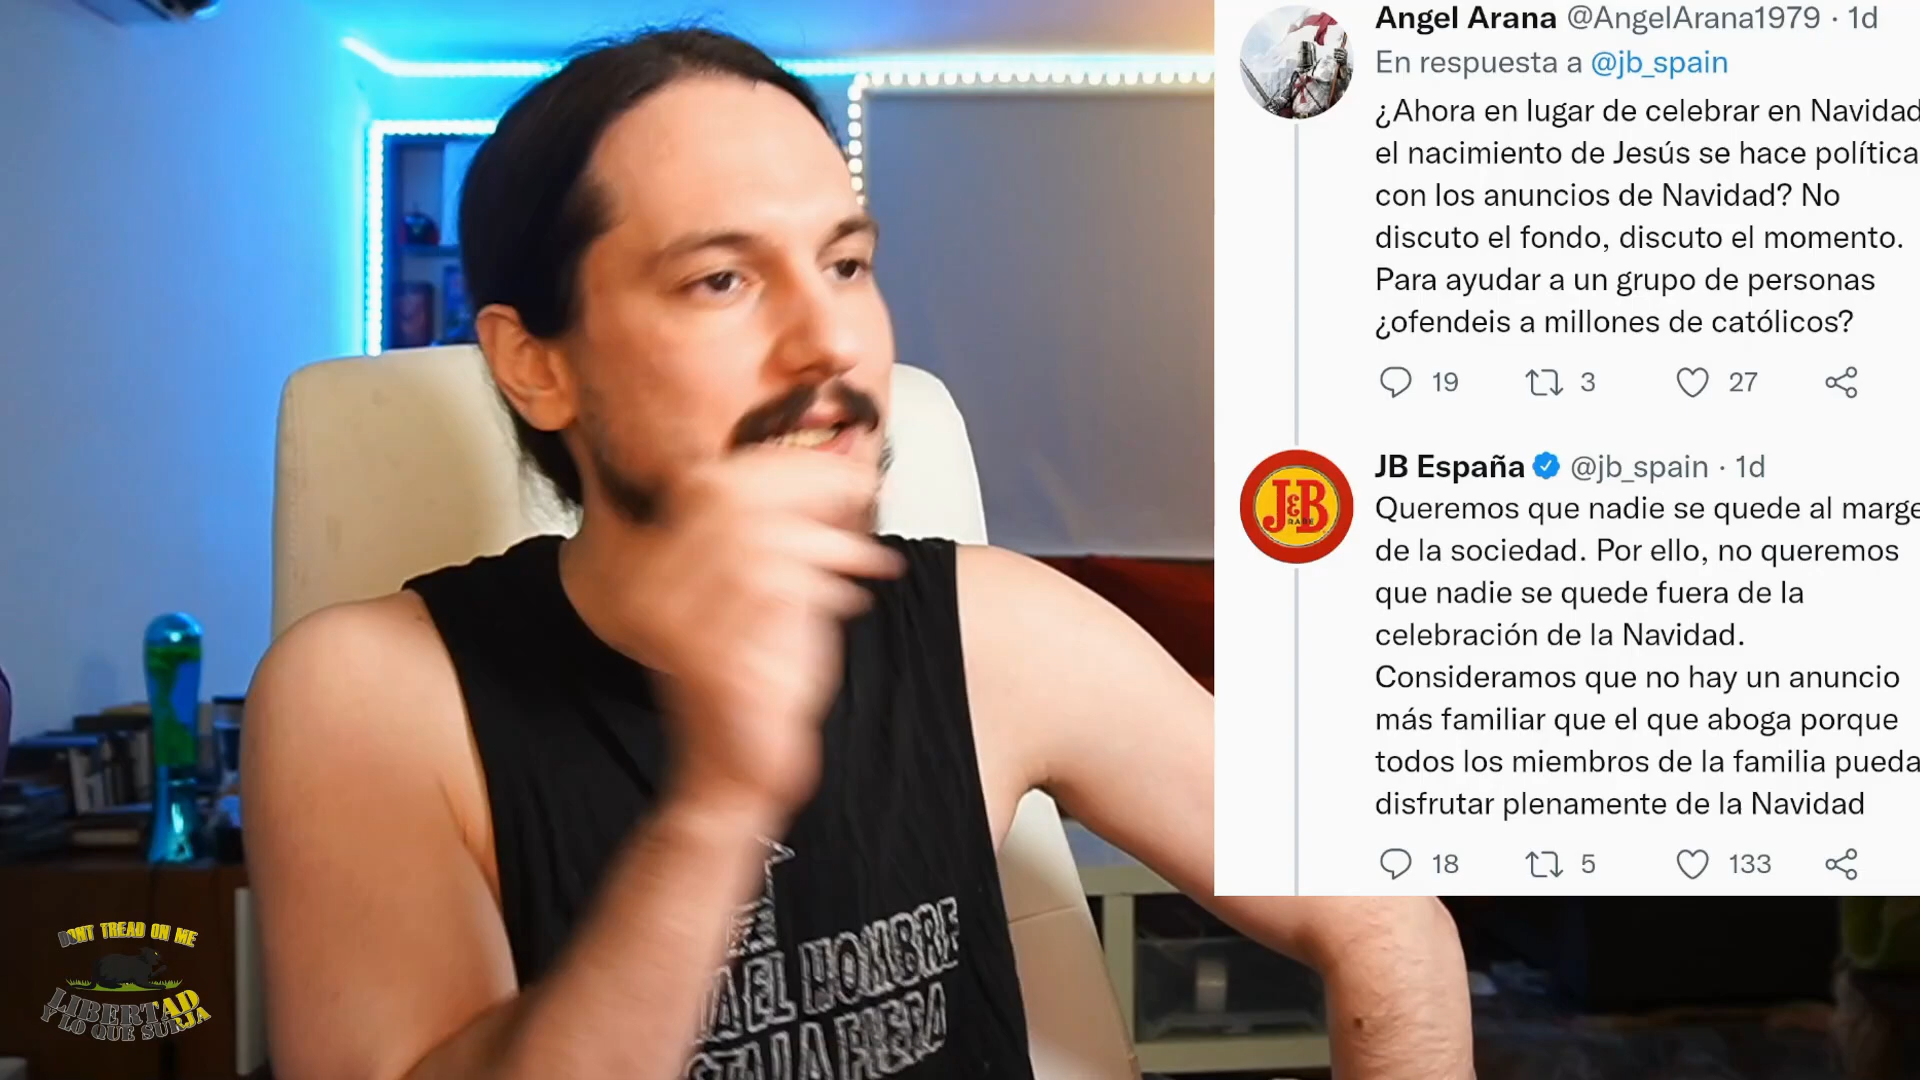 Angel Arana @AngelArana1979 · 1d
En respuesta a @jb_spain
¿Ahora en lugar de celebrar en Navidad
el nacimiento de Jesús se hace política
con los anuncios de Navidad? No
discuto el fondo, discuto el momento.
Para ayudar a un grupo de personas
¿ofendeis a millones de católicos?
19 3 27
JB España @jb_spain · 1d
J&B
RARE
Queremos que nadie se quede al marge
de la sociedad. Por ello, no queremos
que nadie se quede fuera de la
celebración de la Navidad.
Consideramos que no hay un anuncio
más familiar que el que aboga porque
todos los miembros de la familia pueda
disfrutar plenamente de la Navidad
18 5 133
DONT TREAD ON ME
LIBERTAD
Y LO QUE SURJA
EL HOMBRE
LA FIERA